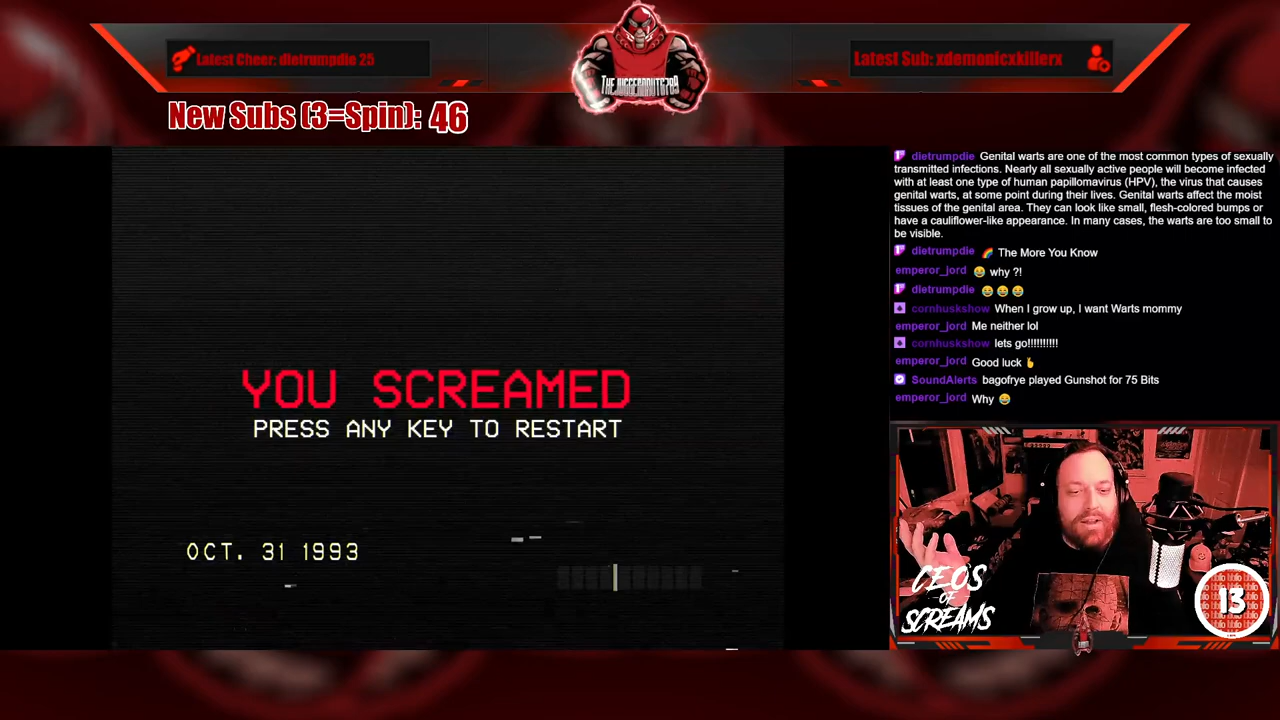 Latest Cheer: dietrumpdie 25
THEJUGGERNAUT6789
Latest Sub: xdemonicxkillerx
New Subs (3=Spin): 46
YOU SCREAMED
PRESS ANY KEY TO RESTART
OCT. 31 1993
dietrumpdie Genital warts are one of the most common types of sexually
transmitted infections. Nearly all sexually active people will become infected
with at least one type of human papillomavirus (HPV), the virus that causes
genital warts, at some point during their lives. Genital warts affect the moist
tissues of the genital area. They can look like small, flesh-colored bumps or
have a cauliflower-like appearance. In many cases, the warts are too small to
be visible.
dietrumpdie 🌈 The More You Know
emperor_jord 😂 why ?!
dietrumpdie 😂 😂 😂
cornhuskshow When I grow up, I want Warts mommy
emperor_jord Me neither lol
cornhuskshow lets go!!!!!!!!!!
emperor_jord Good luck 🤞
SoundAlerts bagofrye played Gunshot for 75 Bits
emperor_jord Why 😂
CEOS
OF
SCREAMS
13